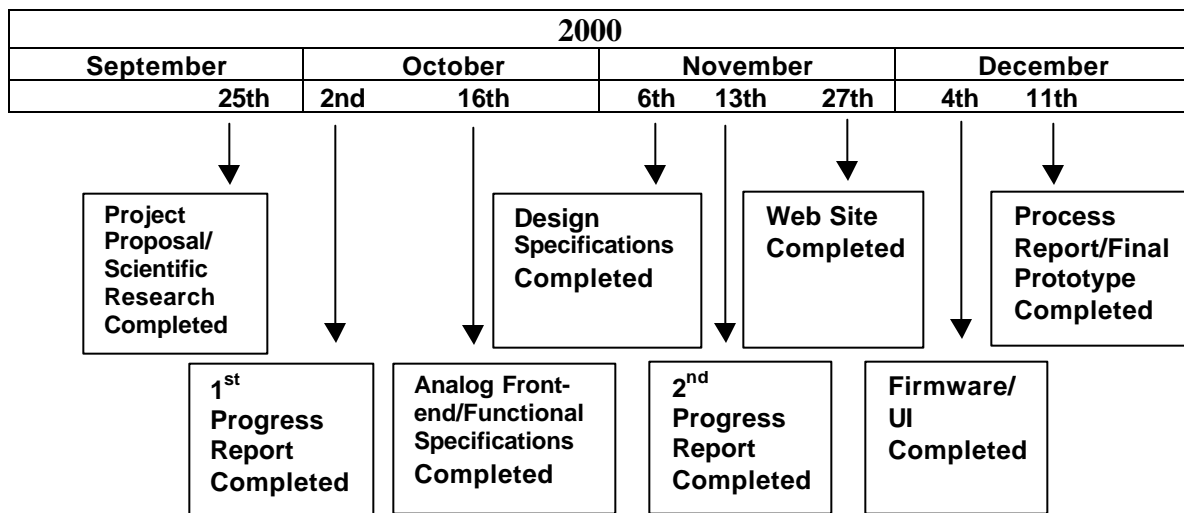 2000
September October November December
25th 2nd 16th 6th 13th 27th 4th 11th
Project
Proposal/
Scientific
Research
Completed
Design
Specifications
Completed
Web Site
Completed
Process
Report/Final
Prototype
Completed
1st
Progress
Report
Completed
Analog Front-
end/Functional
Specifications
Completed
2nd
Progress
Report
Completed
Firmware/
UI
Completed